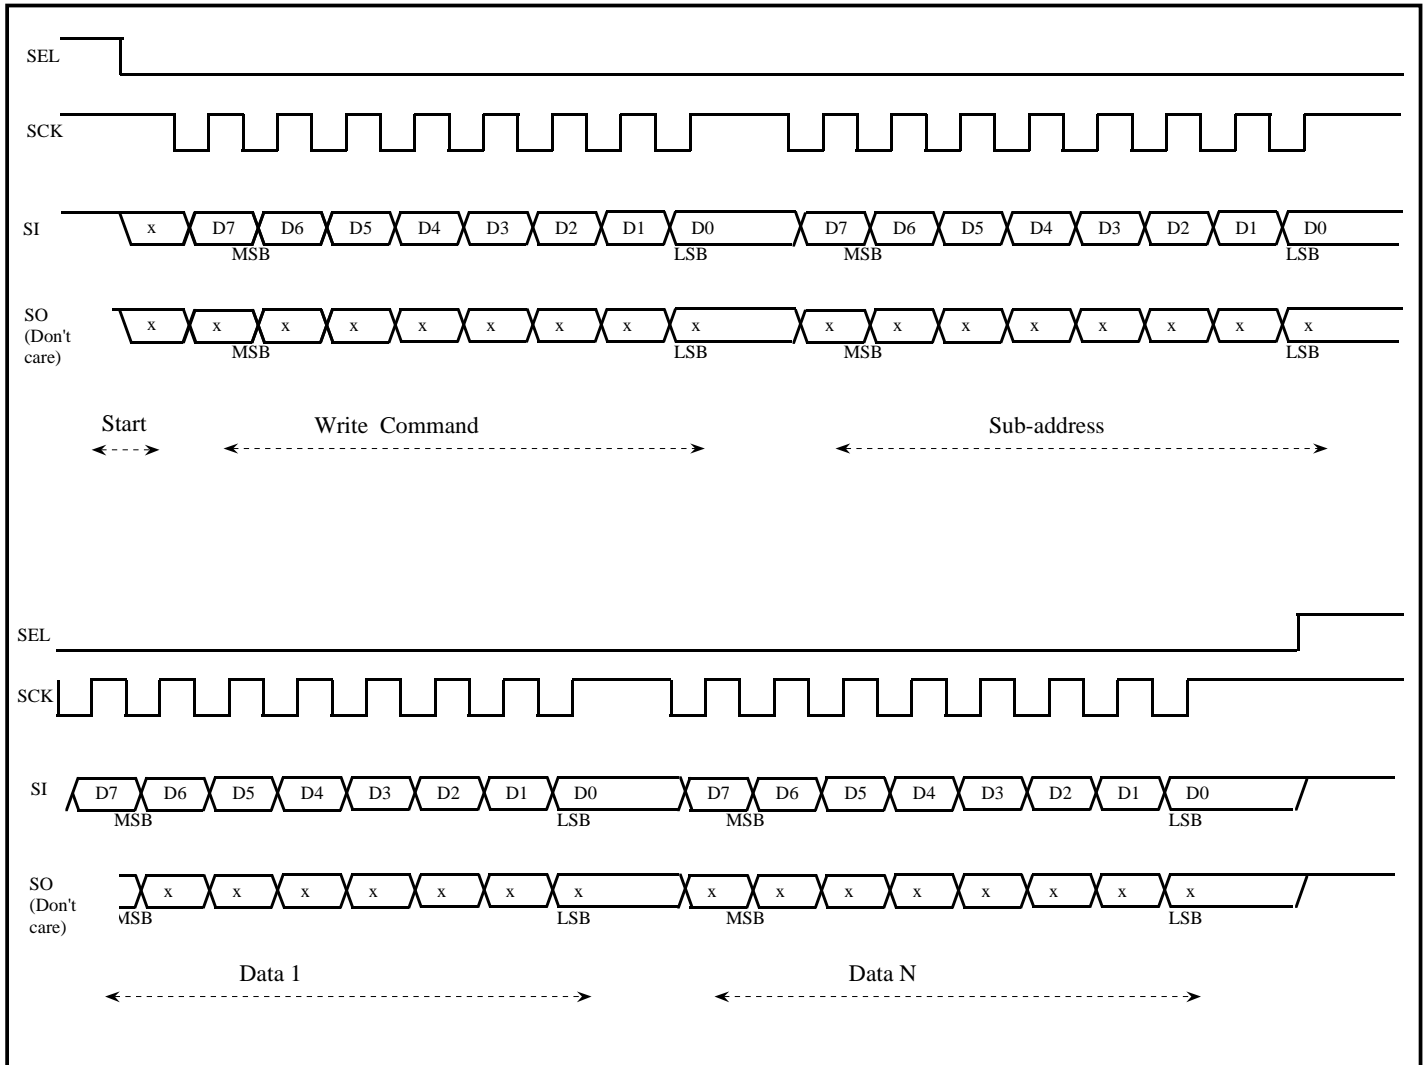 SEL
SCK
SI x D7 D6 D5 D4 D3 D2 D1 D0 D7 D6 D5 D4 D3 D2 D1 D0
MSB LSB MSB LSB
SO x x x x x x x x x x x x x x x x x
(Don't
care)
MSB LSB MSB LSB
Start Write Command Sub-address
SEL
SCK
SI D7 D6 D5 D4 D3 D2 D1 D0 D7 D6 D5 D4 D3 D2 D1 D0
MSB LSB MSB LSB
SO x x x x x x x x x x x x x x x
(Don't
care)
MSB LSB MSB LSB
Data 1 Data N